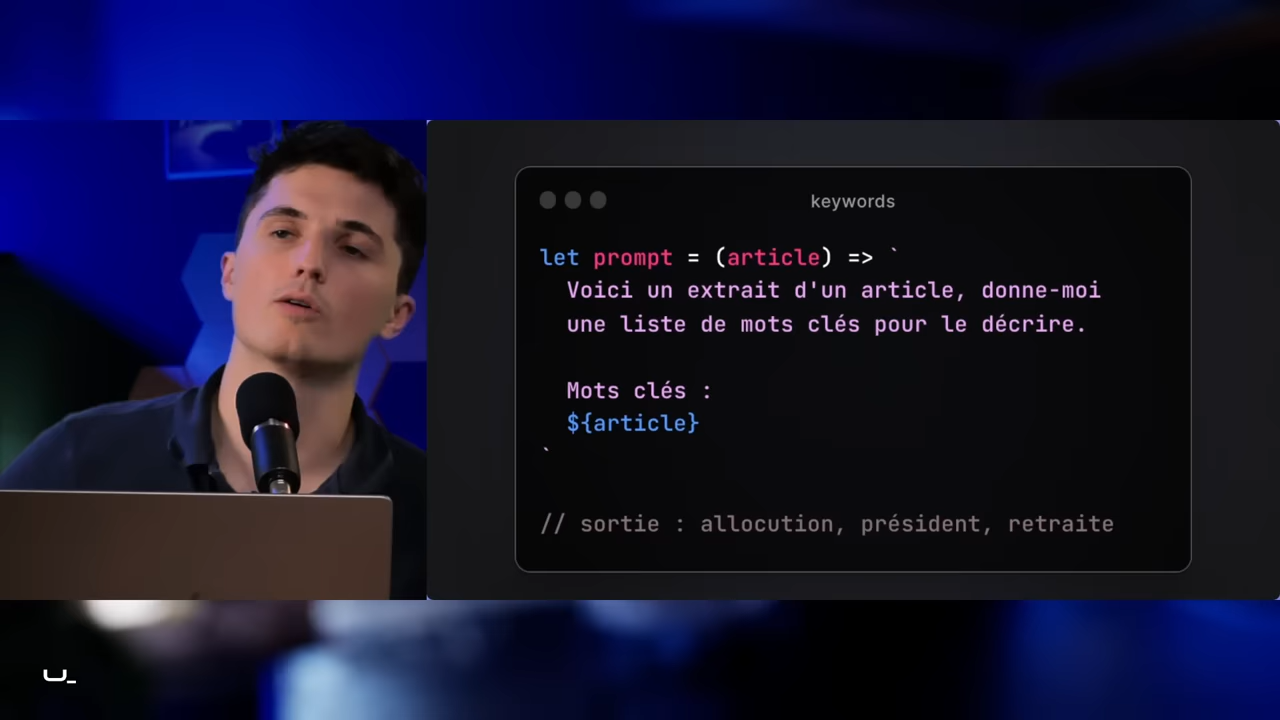 keywords
let prompt = (article) => `
Voici un extrait d'un article, donne-moi
une liste de mots clés pour le décrire.
Mots clés :
${article}
`
// sortie : allocution, président, retraite